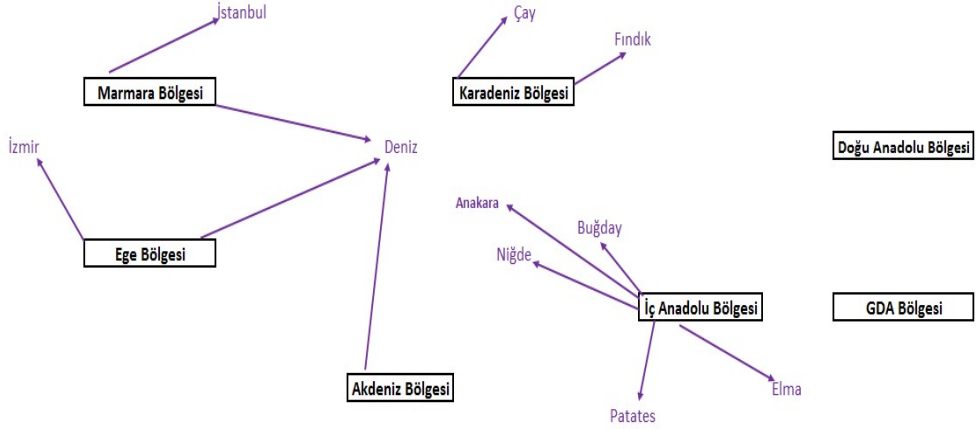 İstanbul
Çay
Fındık
Marmara Bölgesi
Karadeniz Bölgesi
İzmir
Deniz
Doğu Anadolu Bölgesi
Anakara
Buğday
Ege Bölgesi
Niğde
İç Anadolu Bölgesi
GDA Bölgesi
Akdeniz Bölgesi
Elma
Patates